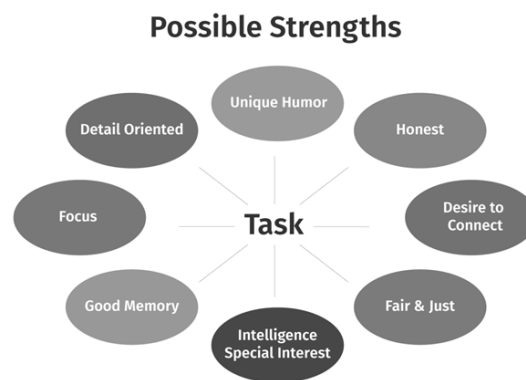 Possible Strengths
Unique Humor
Detail Oriented
Honest
Focus
Task
Desire to
Connect
Good Memory
Fair & Just
Intelligence
Special Interest